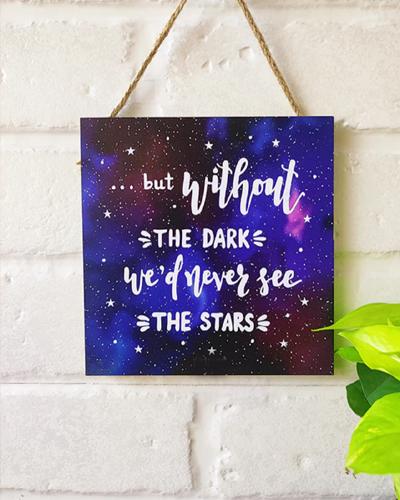 ... but without
THE DARK
we'd never see
THE STARS